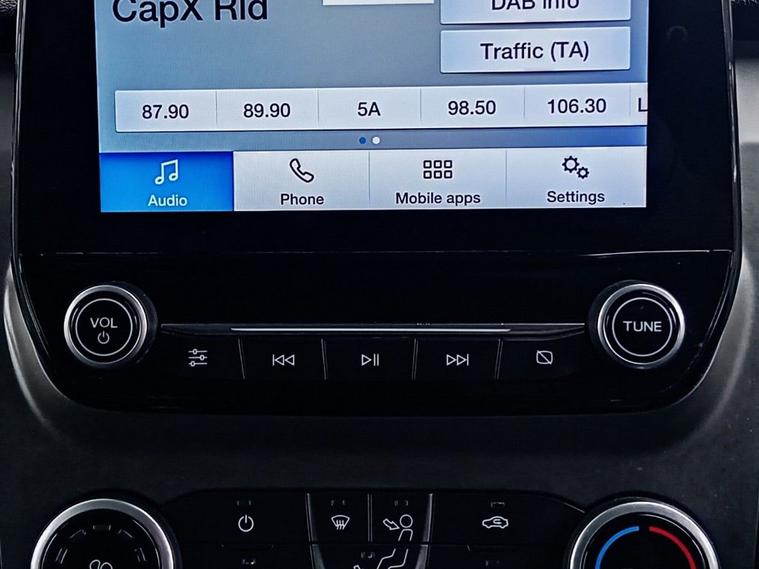 CapX Rld
DAB info
Traffic (TA)
87.90 89.90 5A 98.50 106.30 L
Audio Phone Mobile apps Settings
VOL
TUNE